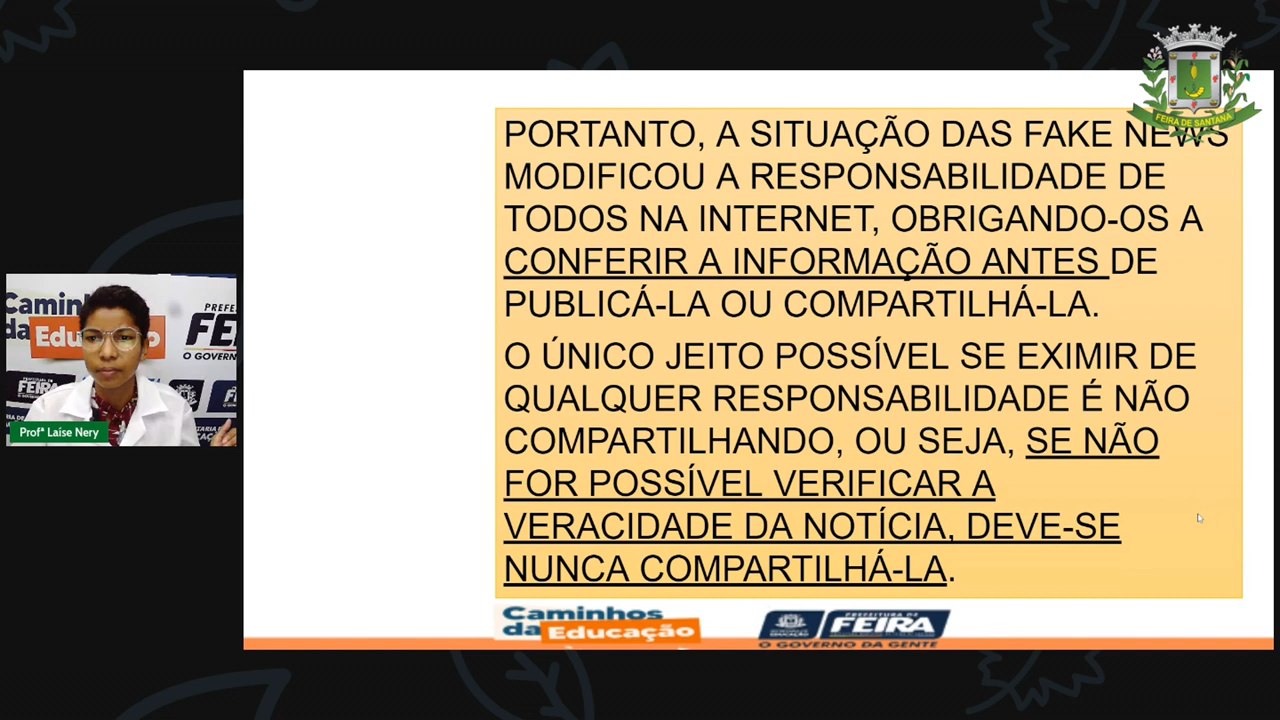 FEIRA DE SANTANA
PORTANTO, A SITUAÇÃO DAS FAKE NEWS
MODIFICOU A RESPONSABILIDADE DE
TODOS NA INTERNET, OBRIGANDO-OS A
CONFERIR A INFORMAÇÃO ANTES DE
PUBLICÁ-LA OU COMPARTILHÁ-LA.
O ÚNICO JEITO POSSÍVEL SE EXIMIR DE
QUALQUER RESPONSABILIDADE É NÃO
COMPARTILHANDO, OU SEJA, SE NÃO
FOR POSSÍVEL VERIFICAR A
VERACIDADE DA NOTÍCIA, DEVE-SE
NUNCA COMPARTILHÁ-LA.
Profª Laíse Nery
Caminhos
da Educação
PREFEITURA DE
FEIRA
O GOVERNO DA GENTE